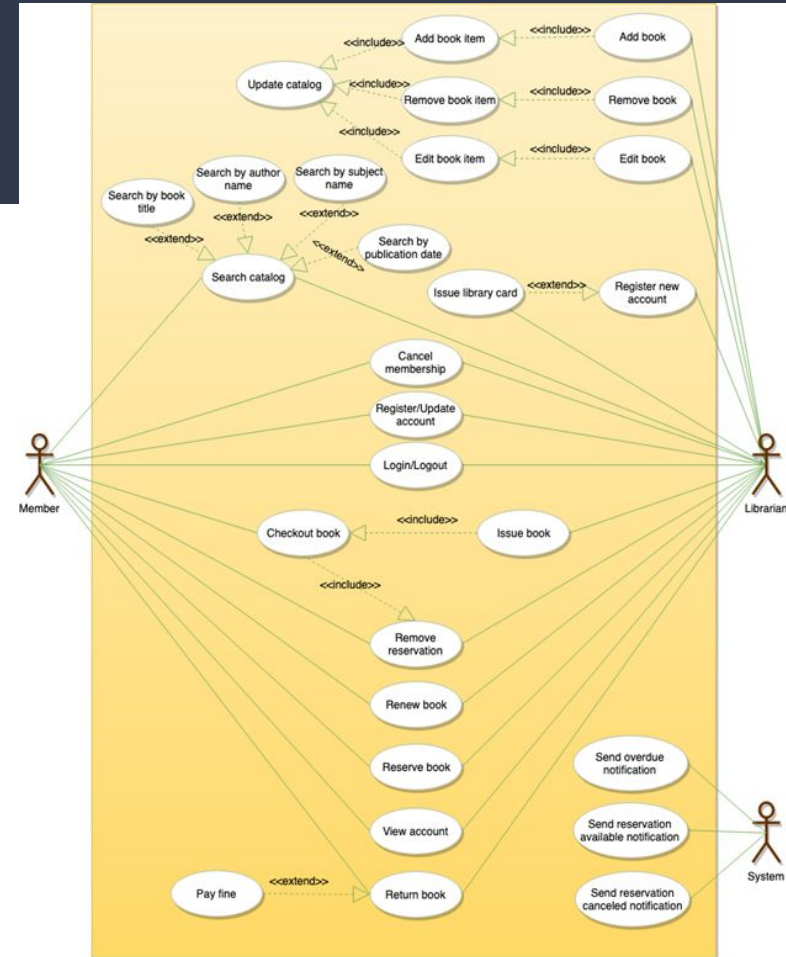 <<include>>
Add book item
<<include>>
Add book
Update catalog
<<include>>
Remove book item
<<include>>
Remove book
<<include>>
Edit book item
<<include>>
Edit book
Search by book
title
Search by author
name
Search by subject
name
<<extend>>
<<extend>>
<<extend>>
<<extend>>
Search by
publication date
Search catalog
Issue library card
<<extend>>
Register new
account
Cancel
membership
Register/Update
account
Login/Logout
Member
Librarian
Checkout book
<<include>>
Issue book
<<include>>
Remove
reservation
Renew book
Reserve book
View account
Pay fine
<<extend>>
Return book
Send overdue
notification
Send reservation
available notification
Send reservation
canceled notification
System